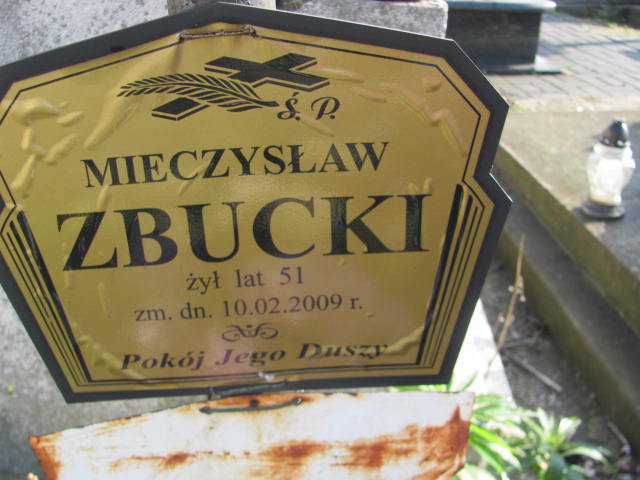 Ś. P.
MIECZYSŁAW
ZBUCKI
żył lat 51
zm. dn. 10.02.2009 r.
Pokój Jego Duszy